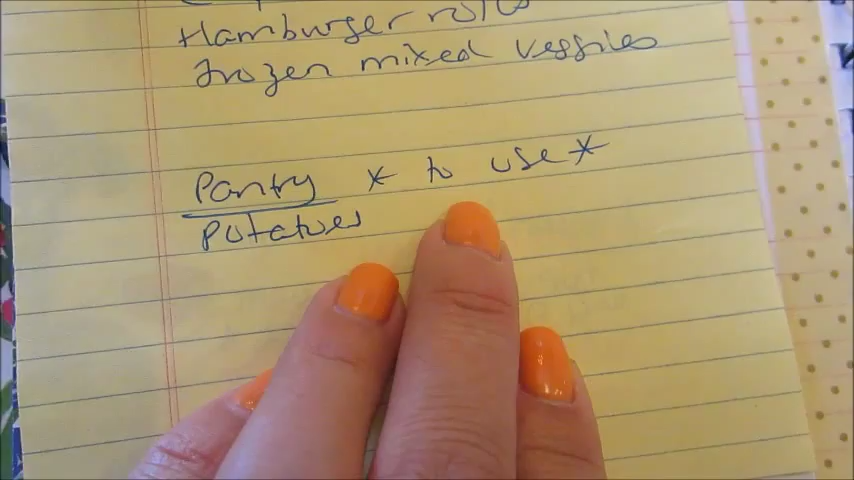 Hamburger rolls
frozen mixed veggies
Pantry * to use *
Potatoes